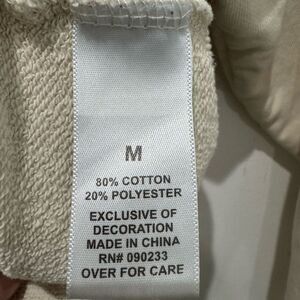 M
80% COTTON
20% POLYESTER
EXCLUSIVE OF
DECORATION
MADE IN CHINA
RN# 090233
OVER FOR CARE